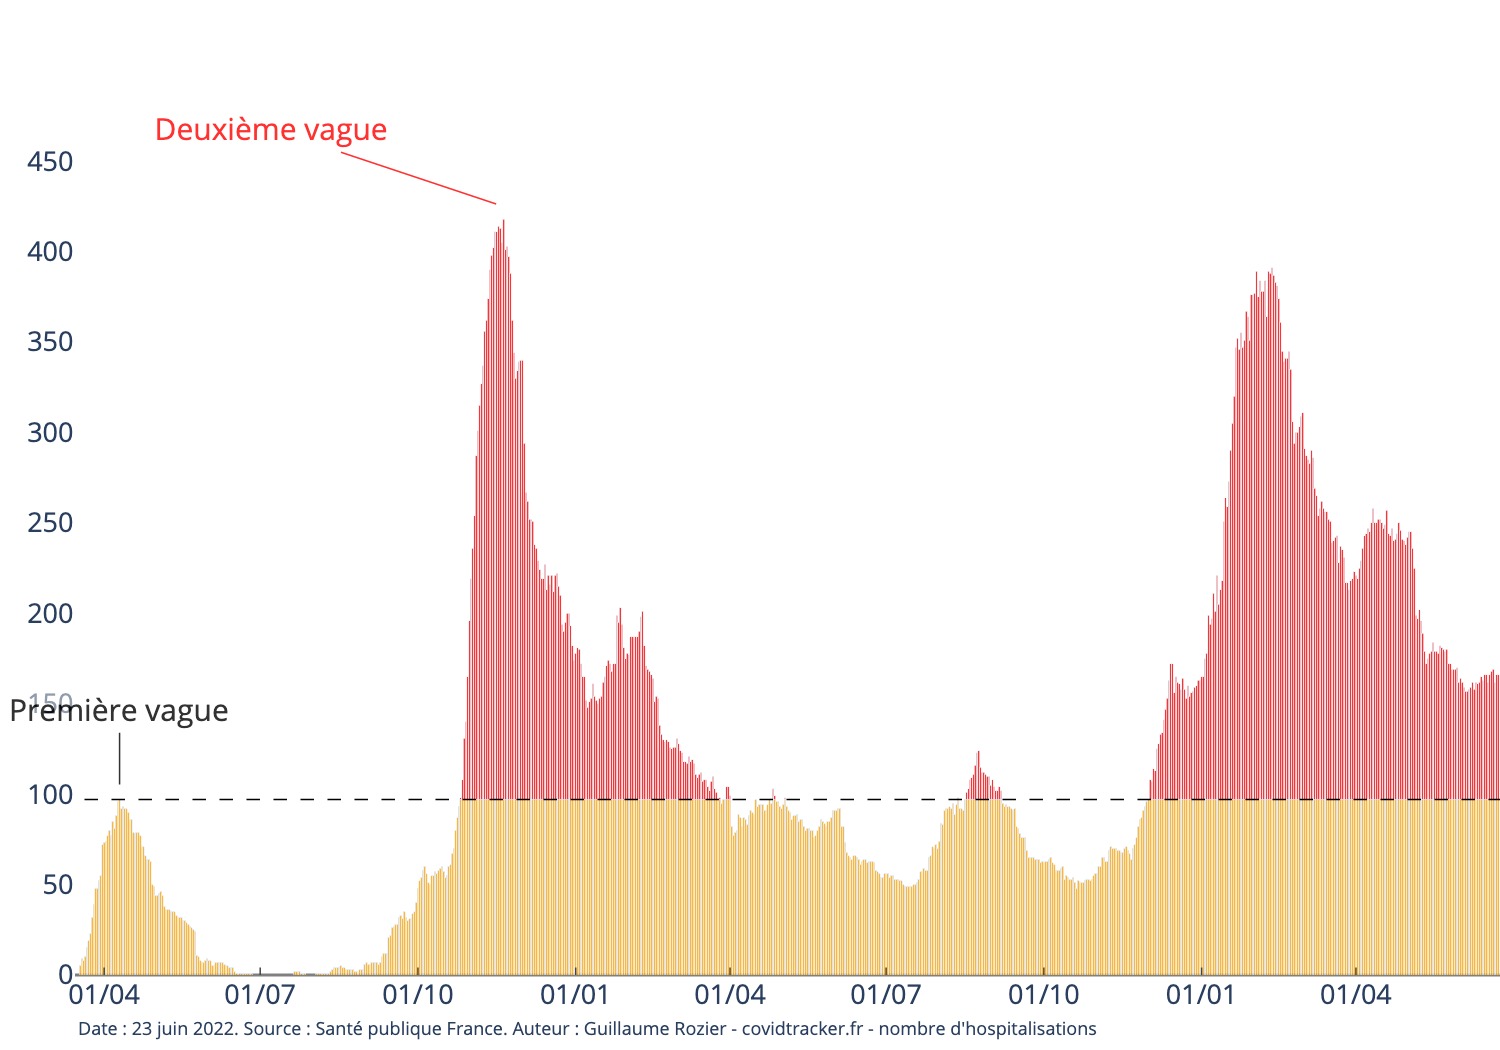 Deuxième vague
450
400
350
300
250
200
150
Première vague
100
50
0
01/04 01/07 01/10 01/01 01/04 01/07 01/10 01/01 01/04
Date : 23 juin 2022. Source : Santé publique France. Auteur : Guillaume Rozier - covidtracker.fr - nombre d'hospitalisations